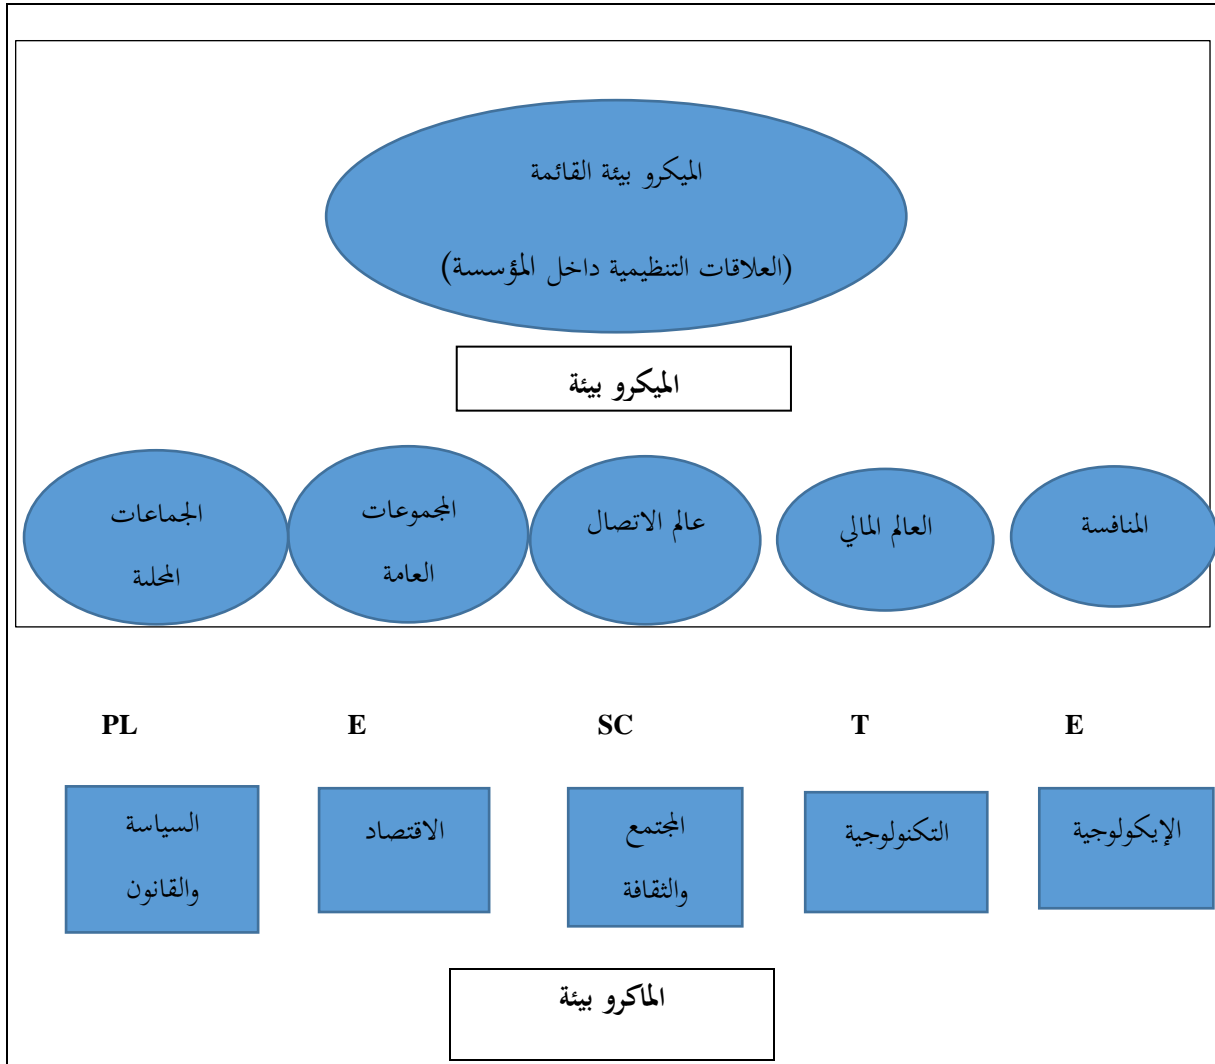 الميكرو بيئة القائمة
(العلاقات التنظيمية داخل المؤسسة)
الميكرو بيئة
المنافسة
العالم المالي
عالم الاتصال
المجموعات
العامة
الجماعات
المحلية
PL E SC T E
السياسة
والقانون
الاقتصاد
المجتمع
والثقافة
التكنولوجية
الإيكولوجية
الماكرو بيئة